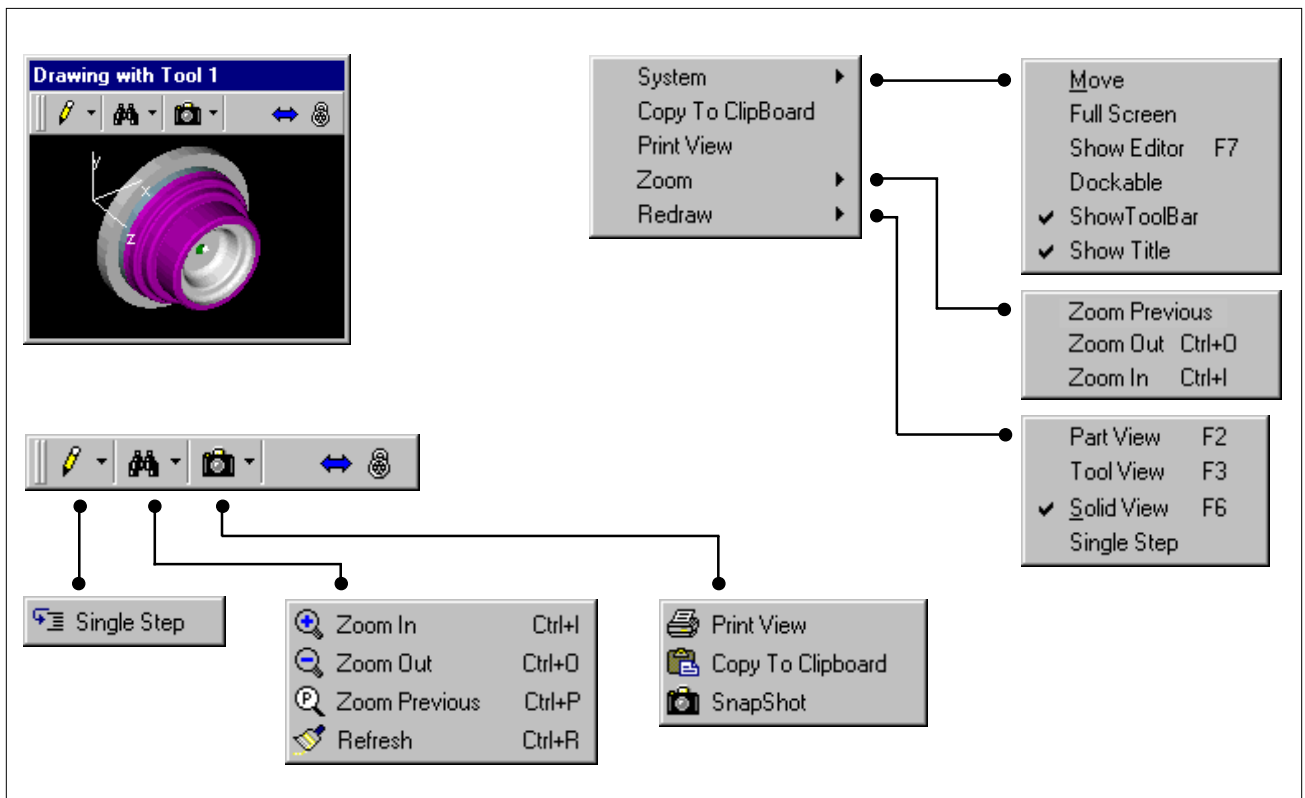 Drawing with Tool 1
y
x
z
System
Copy To ClipBoard
Print View
Zoom
Redraw
Move
Full Screen
Show Editor F7
Dockable
ShowToolBar
Show Title
Zoom Previous
Zoom Out Ctrl+O
Zoom In Ctrl+I
Part View F2
Tool View F3
Solid View F6
Single Step
Single Step
Zoom In Ctrl+I
Zoom Out Ctrl+O
P Zoom Previous Ctrl+P
Refresh Ctrl+R
Print View
Copy To Clipboard
SnapShot